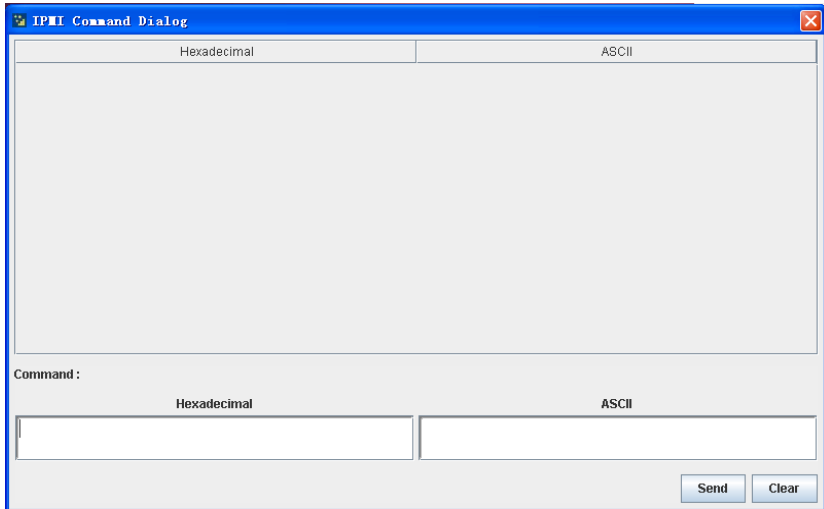 IPMI Command Dialog
Hexadecimal ASCII
Command :
Hexadecimal ASCII
Send Clear